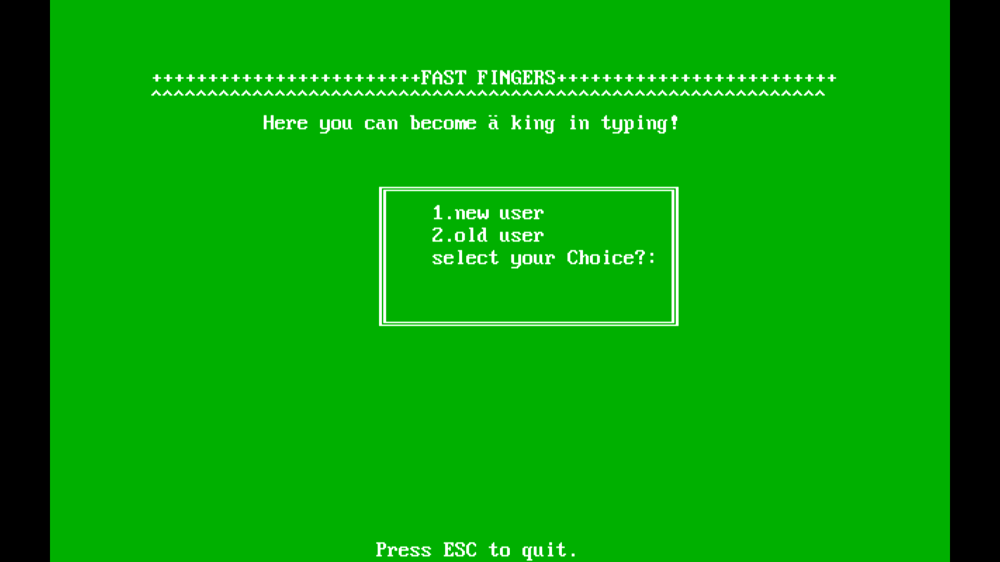 ++++++++++++++++++++++++FAST FINGERS+++++++++++++++++++++++++
^^^^^^^^^^^^^^^^^^^^^^^^^^^^^^^^^^^^^^^^^^^^^^^^^^^^^^^^^^^^
Here you can become ä king in typing!
1.new user
2.old user
select your Choice?:
Press ESC to quit.